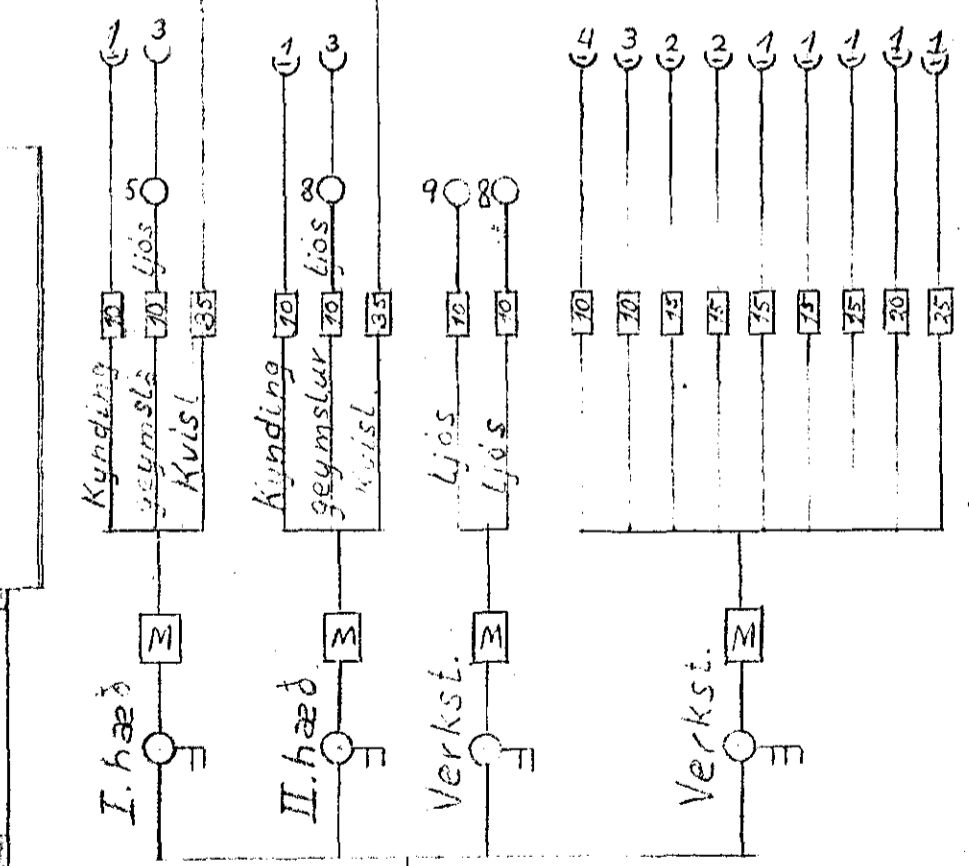 1 3 1 3 4 3 2 2 1 1 1 1 1
5 8 9 8
Ljós Ljós
10 10 35 10 10 35 10 10 10 10 15 15 15 15 15 20 25
Kynding
geymsla
Kvísl
Kynding
geymslur
Kvísl
Ljós
Ljós
M M M M
I. hæð
II. hæð
Verkst.
Verkst.